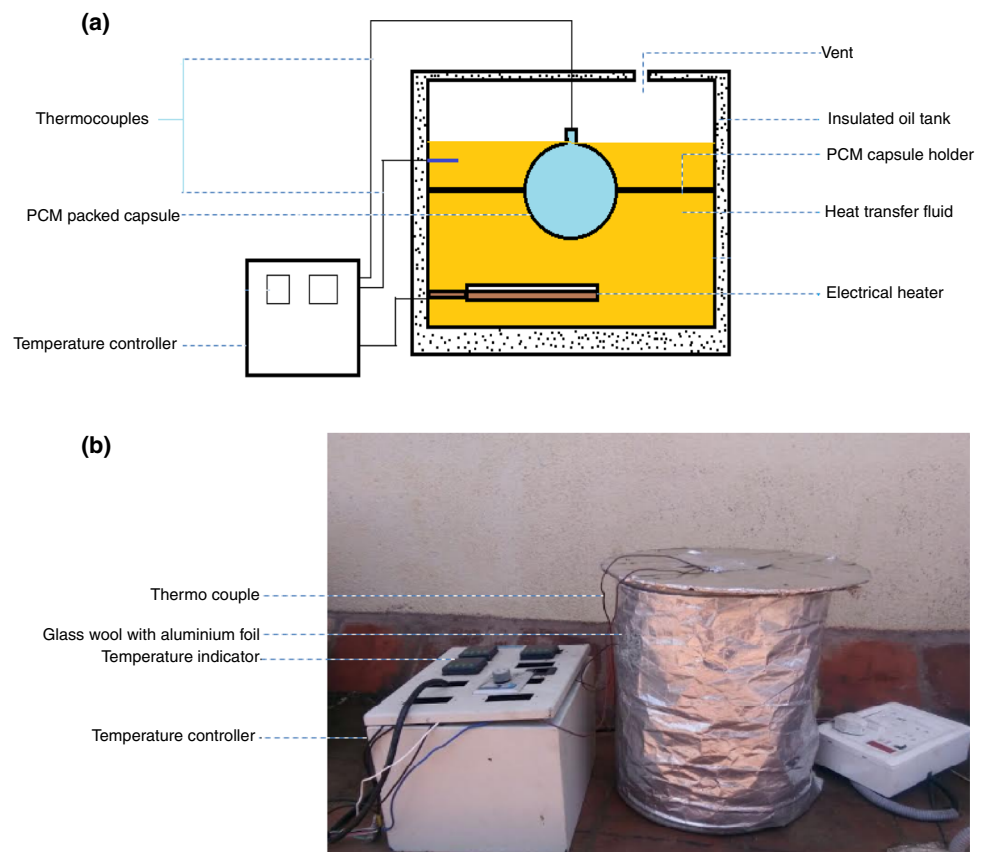 (a)
Vent
Thermocouples
Insulated oil tank
PCM capsule holder
PCM packed capsule
Heat transfer fluid
Electrical heater
Temperature controller
(b)
Thermo couple
Glass wool with aluminium foil
Temperature indicator
Temperature controller